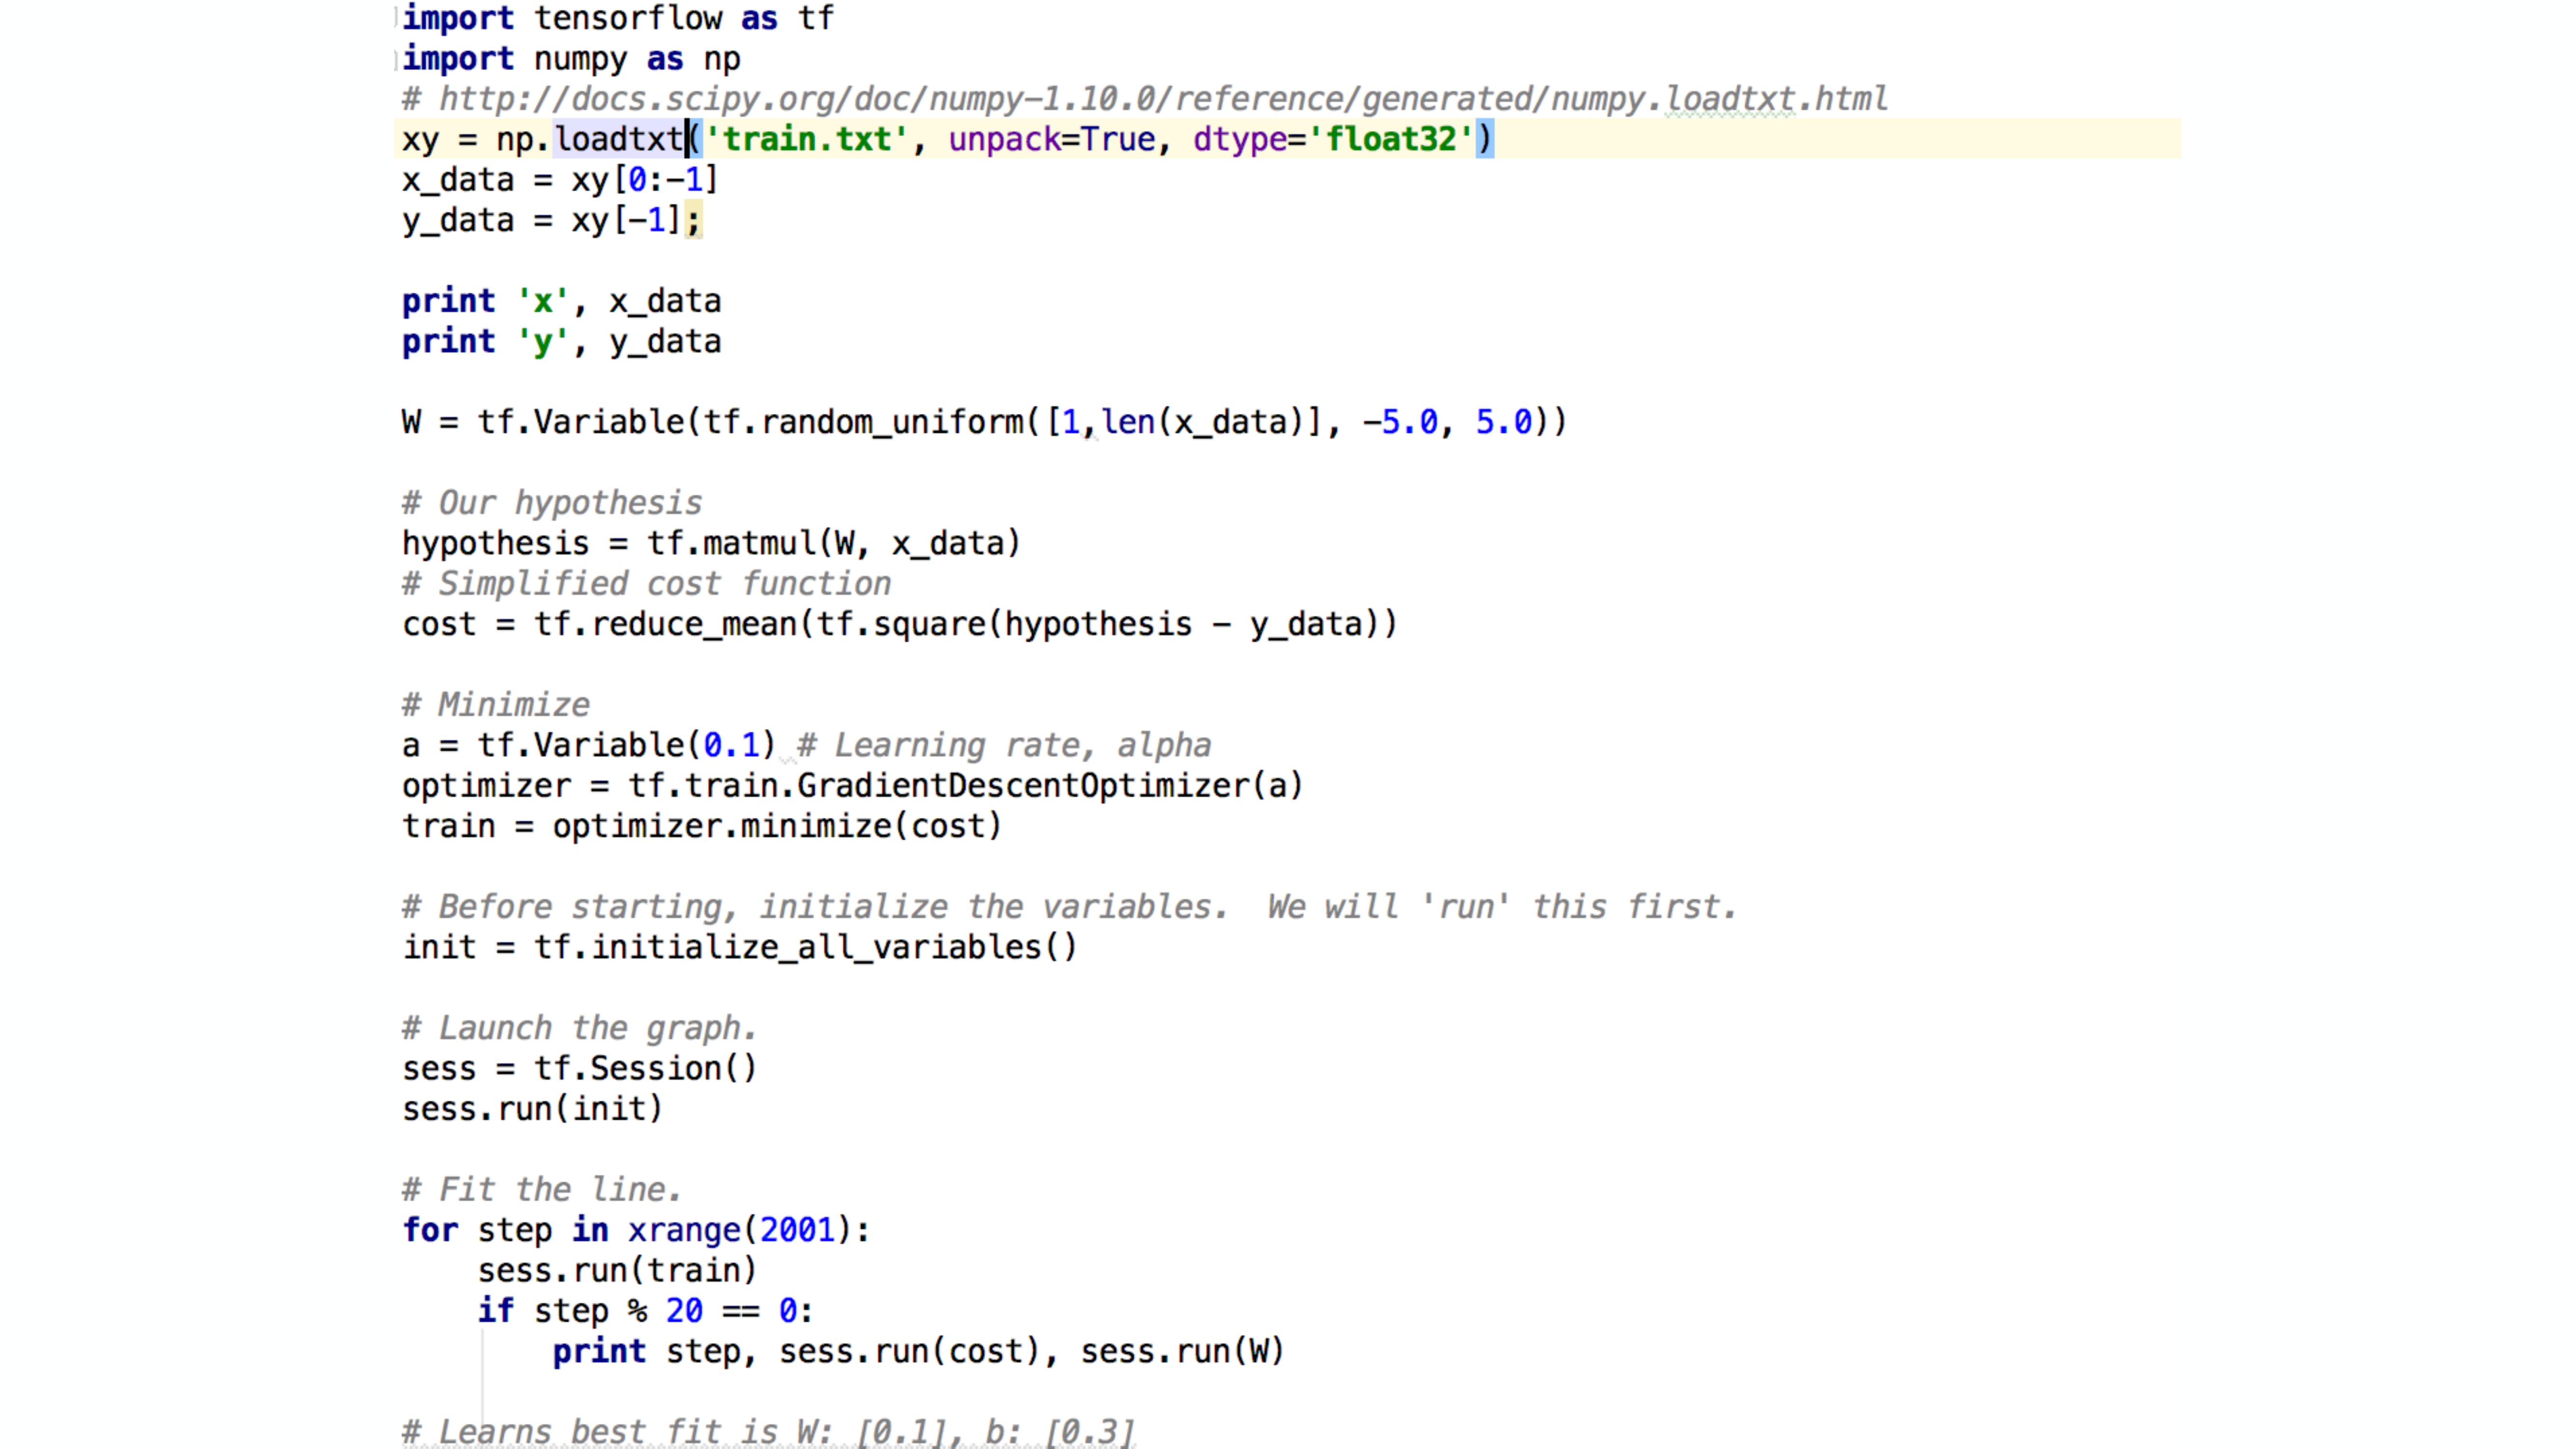 import tensorflow as tf
import numpy as np
# http://docs.scipy.org/doc/numpy-1.10.0/reference/generated/numpy.loadtxt.html
xy = np.loadtxt('train.txt', unpack=True, dtype='float32')
x_data = xy[0:-1]
y_data = xy[-1];
print 'x', x_data
print 'y', y_data
W = tf.Variable(tf.random_uniform([1,len(x_data)], -5.0, 5.0))
# Our hypothesis
hypothesis = tf.matmul(W, x_data)
# Simplified cost function
cost = tf.reduce_mean(tf.square(hypothesis - y_data))
# Minimize
a = tf.Variable(0.1) # Learning rate, alpha
optimizer = tf.train.GradientDescentOptimizer(a)
train = optimizer.minimize(cost)
# Before starting, initialize the variables.  We will 'run' this first.
init = tf.initialize_all_variables()
# Launch the graph.
sess = tf.Session()
sess.run(init)
# Fit the line.
for step in xrange(2001):
    sess.run(train)
    if step % 20 == 0:
        print step, sess.run(cost), sess.run(W)
# Learns best fit is W: [0.1], b: [0.3]